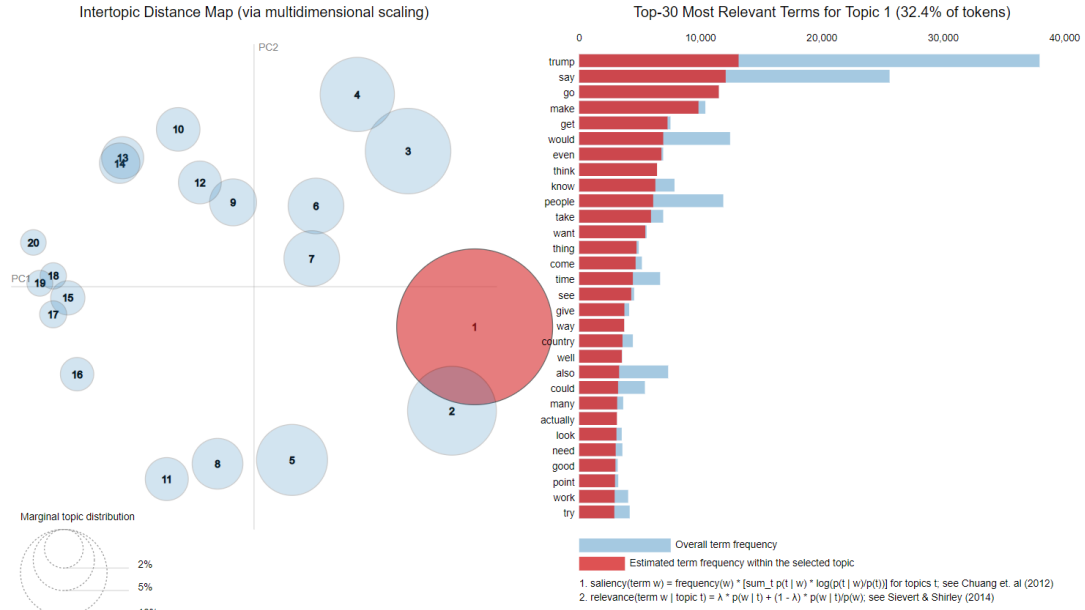 Intertopic Distance Map (via multidimensional scaling)
PC2
PC1
4
3
10
13
14
12
9
6
7
20
18
19
15
17
1
16
2
5
8
11
Marginal topic distribution
2%
5%
10%
Top-30 Most Relevant Terms for Topic 1 (32.4% of tokens)
0 10,000 20,000 30,000 40,000
trump
say
go
make
get
would
even
think
know
people
take
want
thing
come
time
see
give
way
country
well
also
could
many
actually
look
need
good
point
work
try
Overall term frequency
Estimated term frequency within the selected topic
1. saliency(term w) = frequency(w) * [sum_t p(t | w) * log(p(t | w)/p(t))] for topics t; see Chuang et. al (2012)
2. relevance(term w | topic t) = λ * p(w | t) + (1 - λ) * p(w | t)/p(w); see Sievert & Shirley (2014)